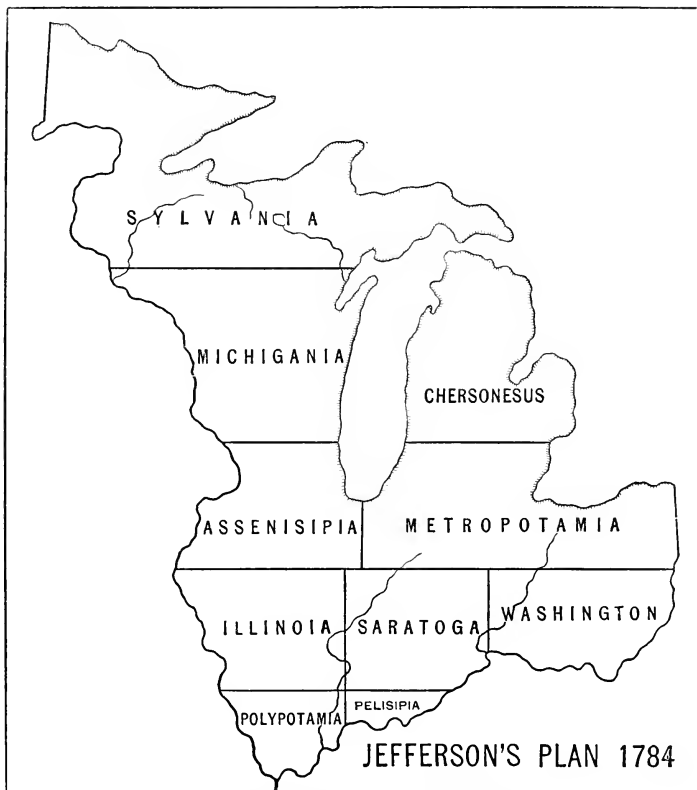 SYLVANIA
MICHIGANIA
CHERSONESUS
ASSENISIPIA
METROPOTAMIA
ILLINOIA
SARATOGA
WASHINGTON
POLYPOTAMIA
PELISIPIA
JEFFERSON'S PLAN 1784